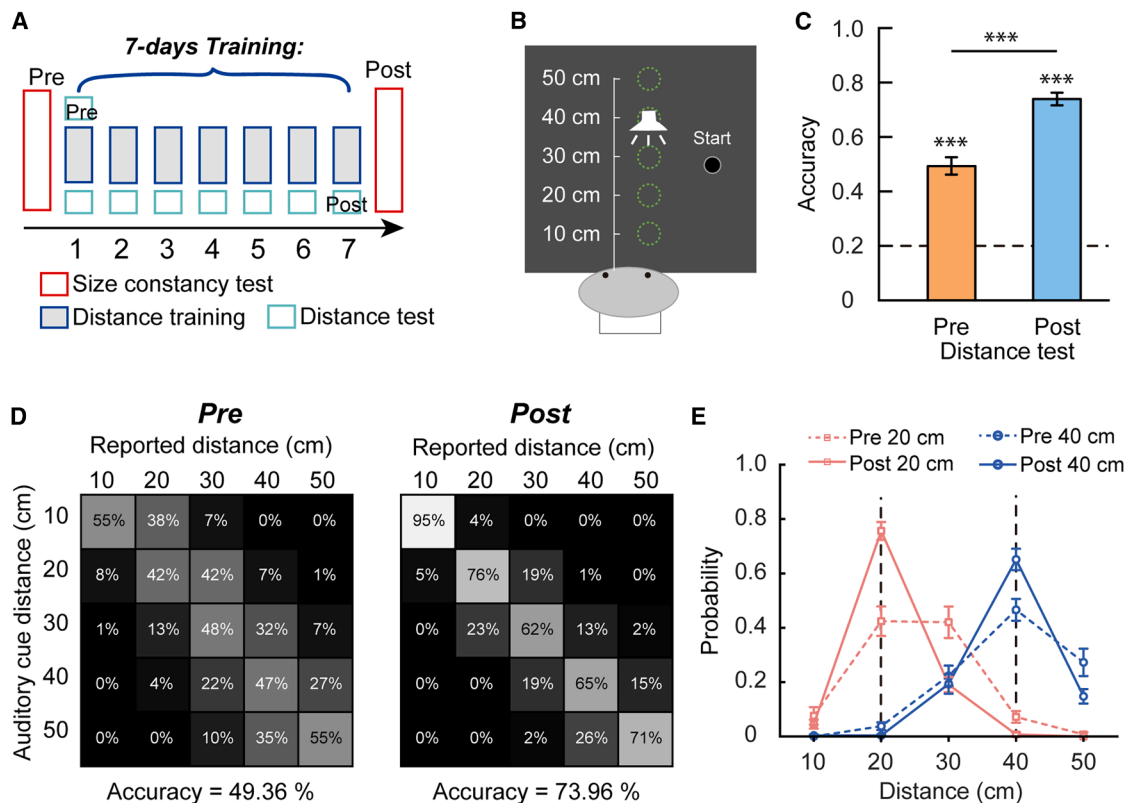 A
7-days Training:
Pre
Post
Pre
Post
1 2 3 4 5 6 7
Size constancy test
Distance training
Distance test
B
50 cm
40 cm
30 cm
20 cm
10 cm
Start
C
Accuracy
1.0
0.8
0.6
0.4
0.2
0
***
***
***
Pre
Post
Distance test
D
Pre
Reported distance (cm)
10 20 30 40 50
Auditory cue distance (cm)
10 55% 38% 7% 0% 0%
20 8% 42% 42% 7% 1%
30 1% 13% 48% 32% 7%
40 0% 4% 22% 47% 27%
50 0% 0% 10% 35% 55%
Accuracy = 49.36 %
Post
Reported distance (cm)
10 20 30 40 50
95% 4% 0% 0% 0%
5% 76% 19% 1% 0%
0% 23% 62% 13% 2%
0% 0% 19% 65% 15%
0% 0% 2% 26% 71%
Accuracy = 73.96 %
E
Pre 20 cm
Post 20 cm
Pre 40 cm
Post 40 cm
Probability
1.0
0.8
0.6
0.4
0.2
0
10 20 30 40 50
Distance (cm)